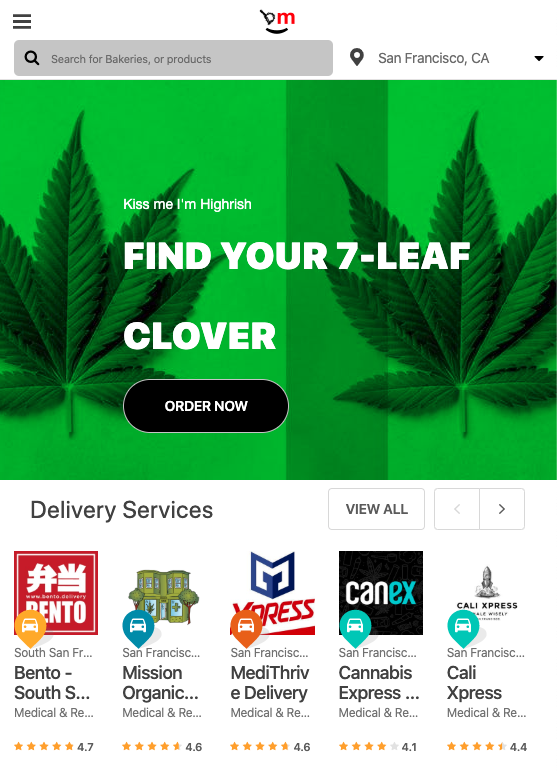 m
Search for Bakeries, or products
San Francisco, CA
Kiss me I'm Highrish
FIND YOUR 7-LEAF
CLOVER
ORDER NOW
Delivery Services
VIEW ALL
弁当
www.bento.delivery
BENTO
XPRESS
canex
CALI XPRESS
South San Fr...
San Francisc...
San Francisc...
San Francisc...
San Francisc...
Bento -
South S...
Mission
Organic...
MediThriv
e Delivery
Cannabis
Express ...
Cali
Xpress
Medical & Re...
Medical & Re...
Medical & Re...
Medical & Re...
Medical & Re...
4.7
4.6
4.6
4.1
4.4